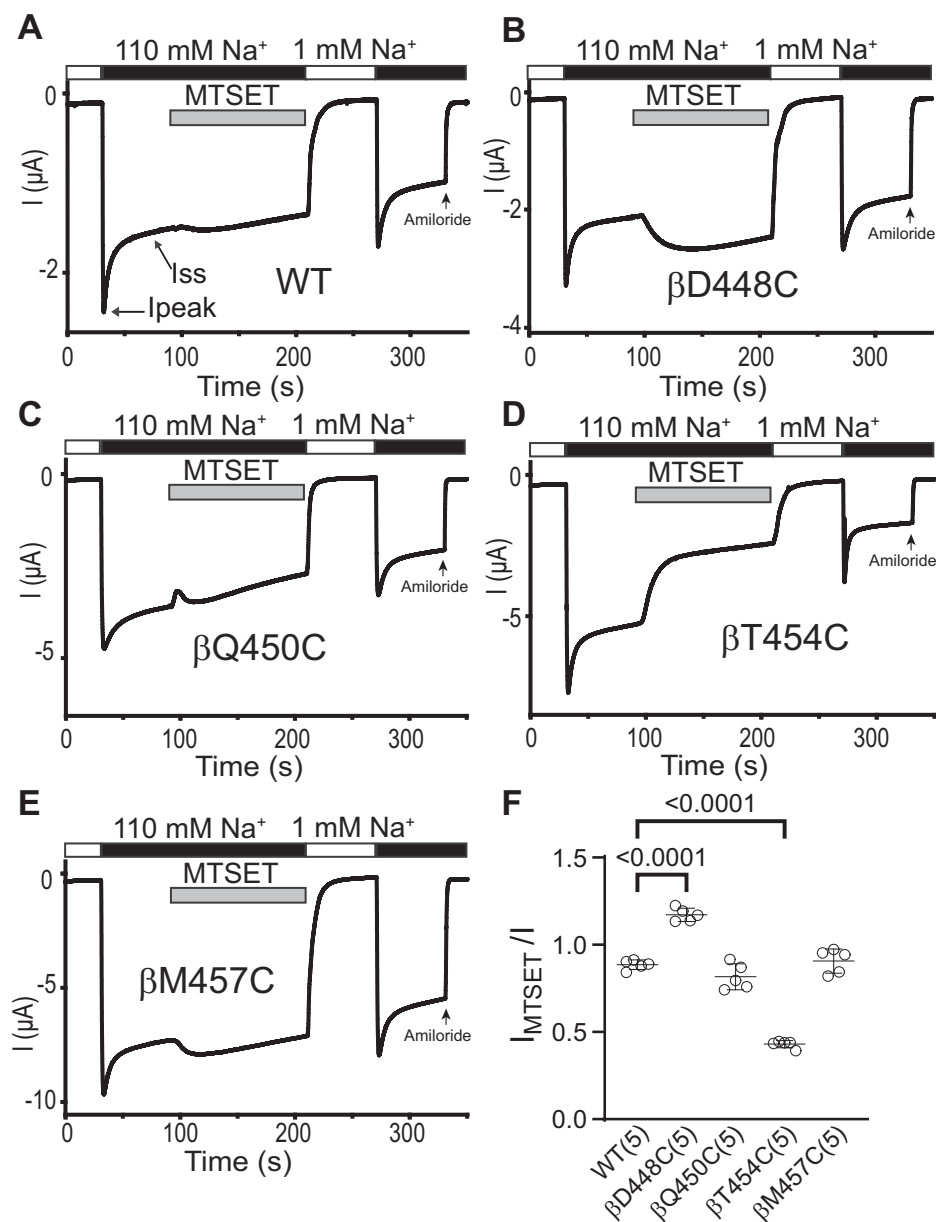 A
110 mM Na⁺ 1 mM Na⁺
MTSET
0
-2
I (µA)
Iss
Ipeak
WT
Amiloride
0 100 200 300
Time (s)
B
110 mM Na⁺ 1 mM Na⁺
MTSET
0
-2
-4
I (µA)
βD448C
Amiloride
0 100 200 300
Time (s)
C
110 mM Na⁺ 1 mM Na⁺
MTSET
0
-5
I (µA)
βQ450C
Amiloride
0 100 200 300
Time (s)
D
110 mM Na⁺ 1 mM Na⁺
MTSET
0
-5
I (µA)
βT454C
Amiloride
0 100 200 300
Time (s)
E
110 mM Na⁺ 1 mM Na⁺
MTSET
0
-5
-10
I (µA)
βM457C
Amiloride
0 100 200 300
Time (s)
F
<0.0001
<0.0001
1.5
1.0
0.5
0.0
I_MTSET/I
WT(5)
βD448C(5)
βQ450C(5)
βT454C(5)
βM457C(5)